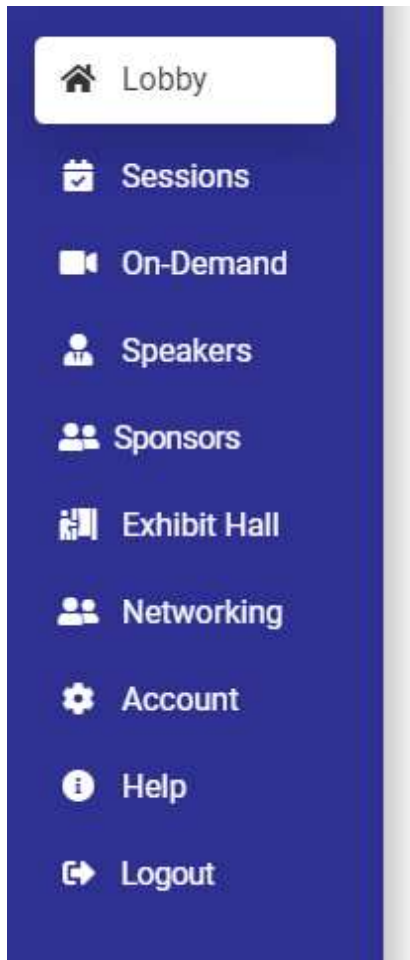 Lobby
Sessions
On-Demand
Speakers
Sponsors
Exhibit Hall
Networking
Account
Help
Logout